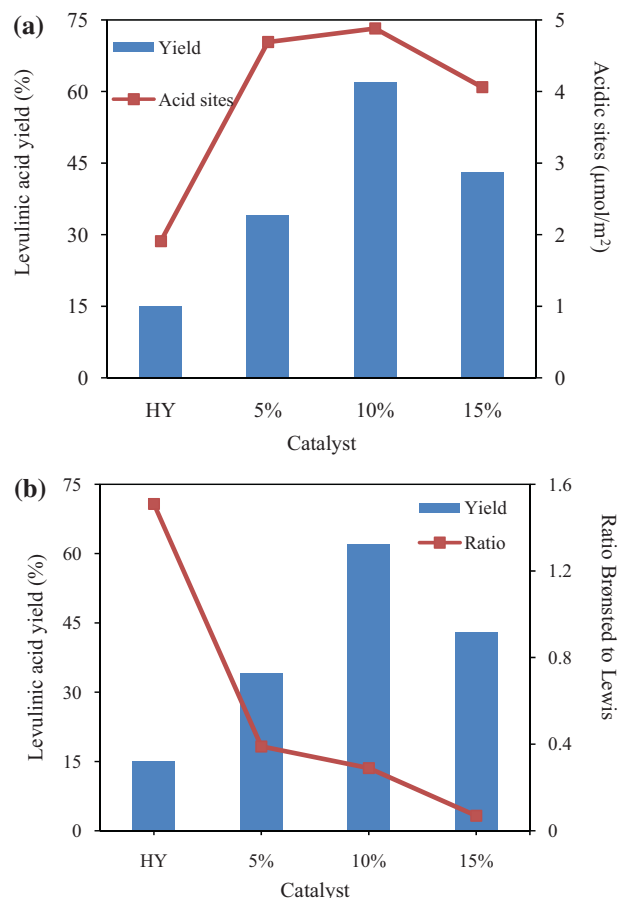 (a)
Yield
Acid sites
Levulinic acid yield (%)
75
60
45
30
15
0
5
4
3
2
1
0
Acidic sites (μmol/m²)
HY 5% 10% 15%
Catalyst
(b)
Yield
Ratio
Levulinic acid yield (%)
75
60
45
30
15
0
1.6
1.2
0.8
0.4
0
Ratio Brønsted to Lewis
HY 5% 10% 15%
Catalyst